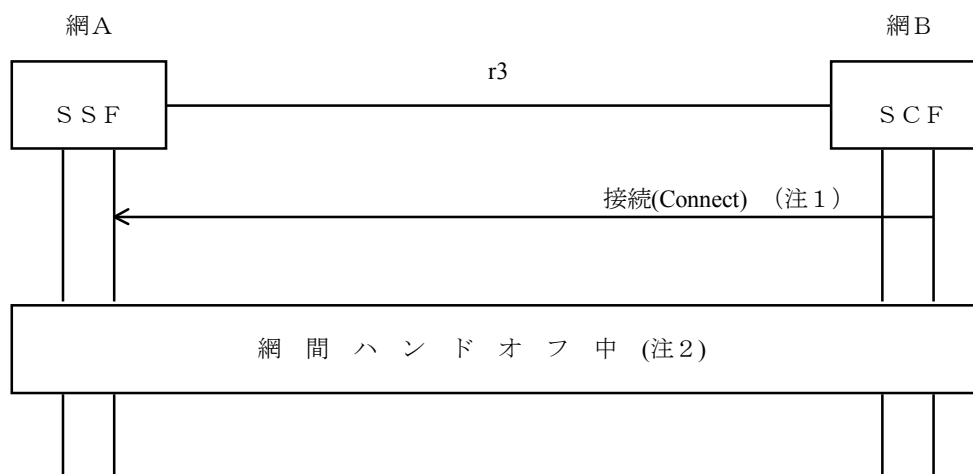 網Ａ
網Ｂ
r3
ＳＳＦ
ＳＣＦ
接続(Connect) （注１）
網 間 ハ ン ド オ フ 中 (注２)